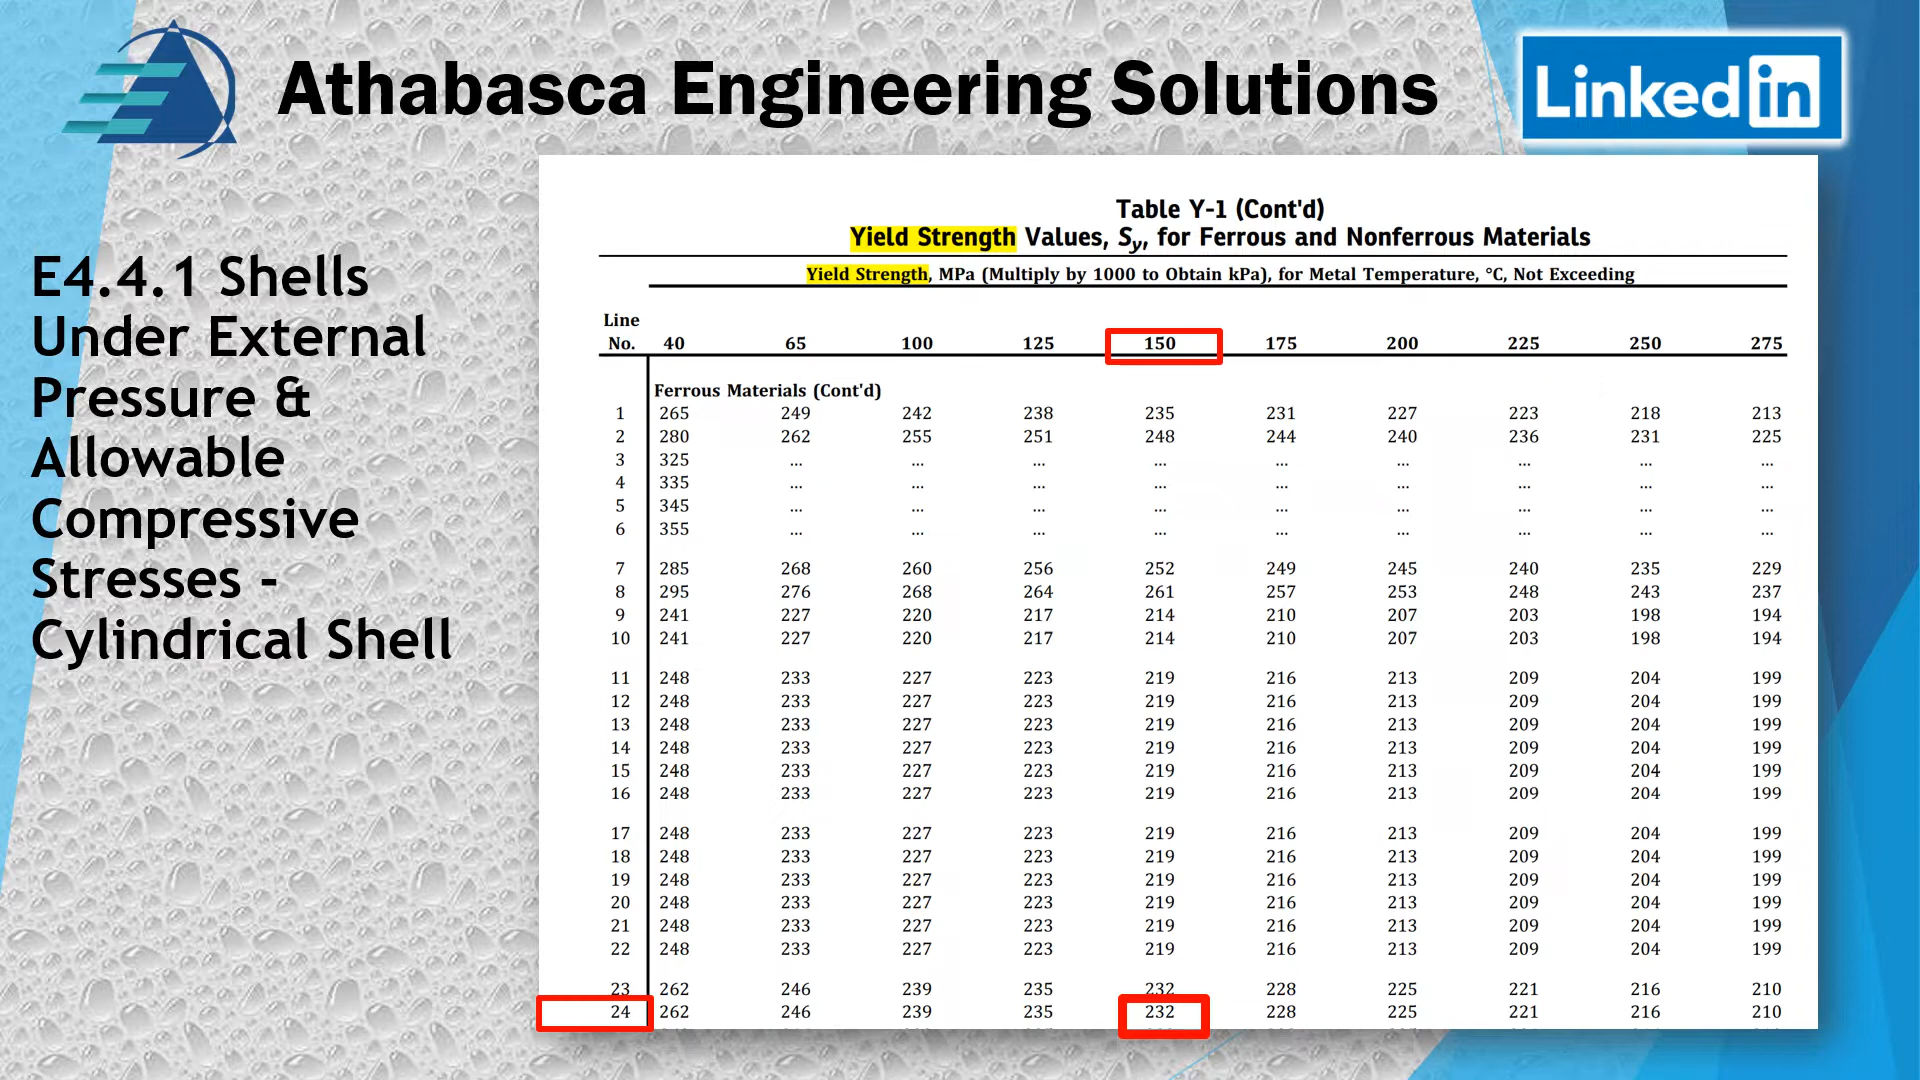 Athabasca Engineering Solutions
Linked in
E4.4.1 Shells
Under External
Pressure &
Allowable
Compressive
Stresses -
Cylindrical Shell
Table Y-1 (Cont'd)
Yield Strength Values, Sy, for Ferrous and Nonferrous Materials
Yield Strength, MPa (Multiply by 1000 to Obtain kPa), for Metal Temperature, °C, Not Exceeding
Line
No. 40 65 100 125 150 175 200 225 250 275
Ferrous Materials (Cont'd)
1 265 249 242 238 235 231 227 223 218 213
2 280 262 255 251 248 244 240 236 231 225
3 325 ... ... ... ... ... ... ... ... ...
4 335 ... ... ... ... ... ... ... ... ...
5 345 ... ... ... ... ... ... ... ... ...
6 355 ... ... ... ... ... ... ... ... ...
7 285 268 260 256 252 249 245 240 235 229
8 295 276 268 264 261 257 253 248 243 237
9 241 227 220 217 214 210 207 203 198 194
10 241 227 220 217 214 210 207 203 198 194
11 248 233 227 223 219 216 213 209 204 199
12 248 233 227 223 219 216 213 209 204 199
13 248 233 227 223 219 216 213 209 204 199
14 248 233 227 223 219 216 213 209 204 199
15 248 233 227 223 219 216 213 209 204 199
16 248 233 227 223 219 216 213 209 204 199
17 248 233 227 223 219 216 213 209 204 199
18 248 233 227 223 219 216 213 209 204 199
19 248 233 227 223 219 216 213 209 204 199
20 248 233 227 223 219 216 213 209 204 199
21 248 233 227 223 219 216 213 209 204 199
22 248 233 227 223 219 216 213 209 204 199
23 262 246 239 235 232 228 225 221 216 210
24 262 246 239 235 232 228 225 221 216 210